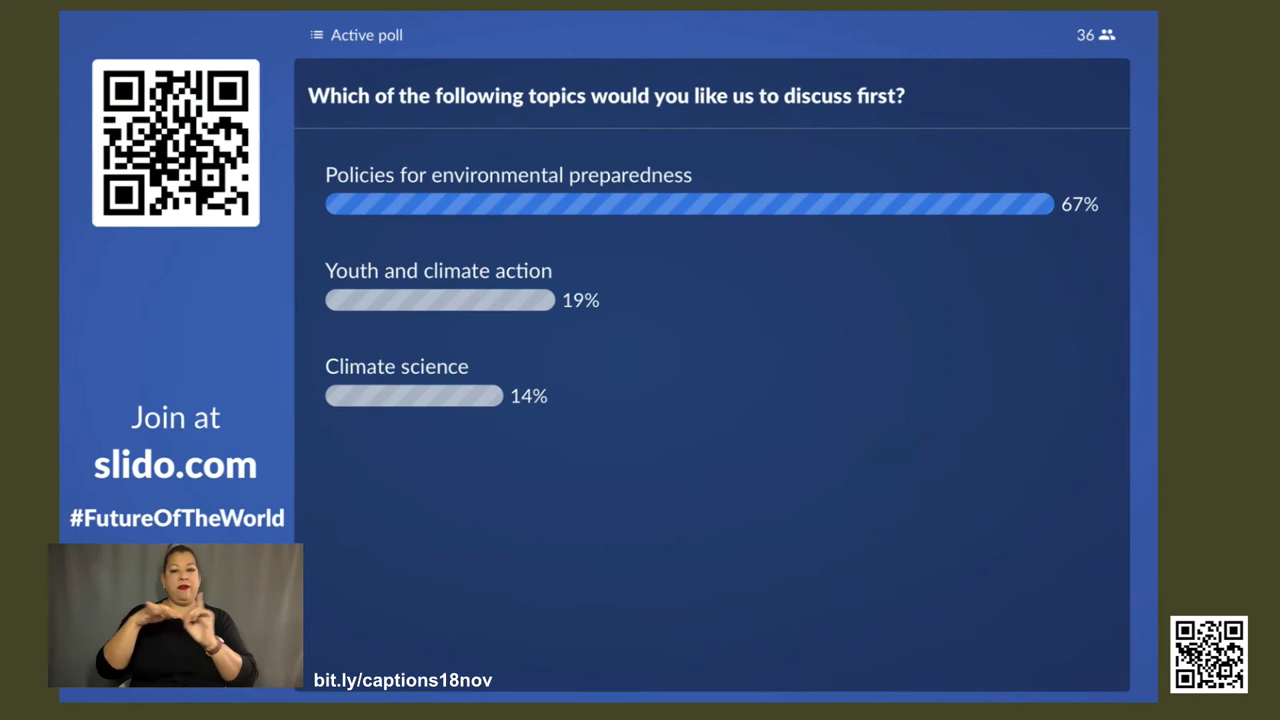 Active poll
36
Which of the following topics would you like us to discuss first?
Policies for environmental preparedness
67%
Youth and climate action
19%
Climate science
14%
Join at
slido.com
#FutureOfTheWorld
bit.ly/captions18nov